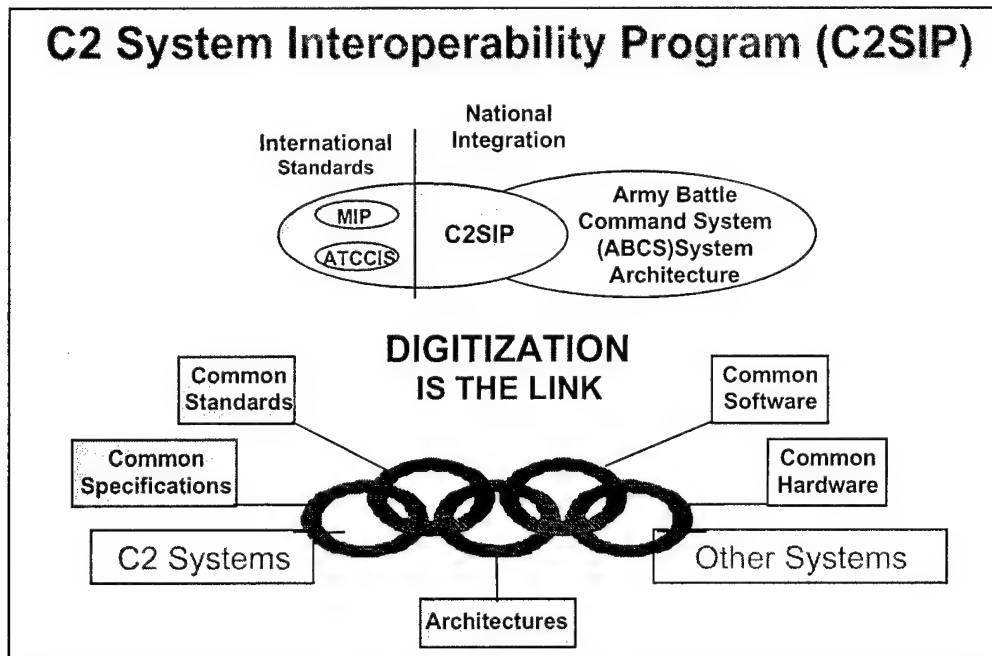 C2 System Interoperability Program (C2SIP)
International
Standards
National
Integration
MIP
ATCCIS
C2SIP
Army Battle
Command System
(ABCS)System
Architecture
DIGITIZATION
IS THE LINK
Common
Standards
Common
Software
Common
Specifications
Common
Hardware
C2 Systems
Other Systems
Architectures